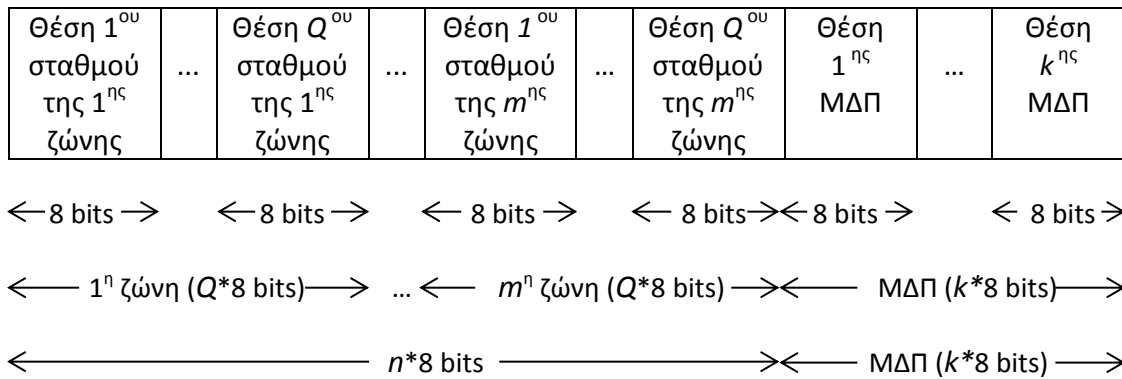 Θέση 1ου ... Θέση Qου ... Θέση 1ου ... Θέση Qου Θέση ... Θέση
σταθμού σταθμού σταθμού σταθμού 1ης kης
της 1ης της 1ης της mης της mης ΜΔΠ ΜΔΠ
ζώνης ζώνης ζώνης ζώνης
8 bits 8 bits 8 bits 8 bits 8 bits 8 bits
1η ζώνη (Q*8 bits) ... mη ζώνη (Q*8 bits) ΜΔΠ (k*8 bits)
n*8 bits ΜΔΠ (k*8 bits)